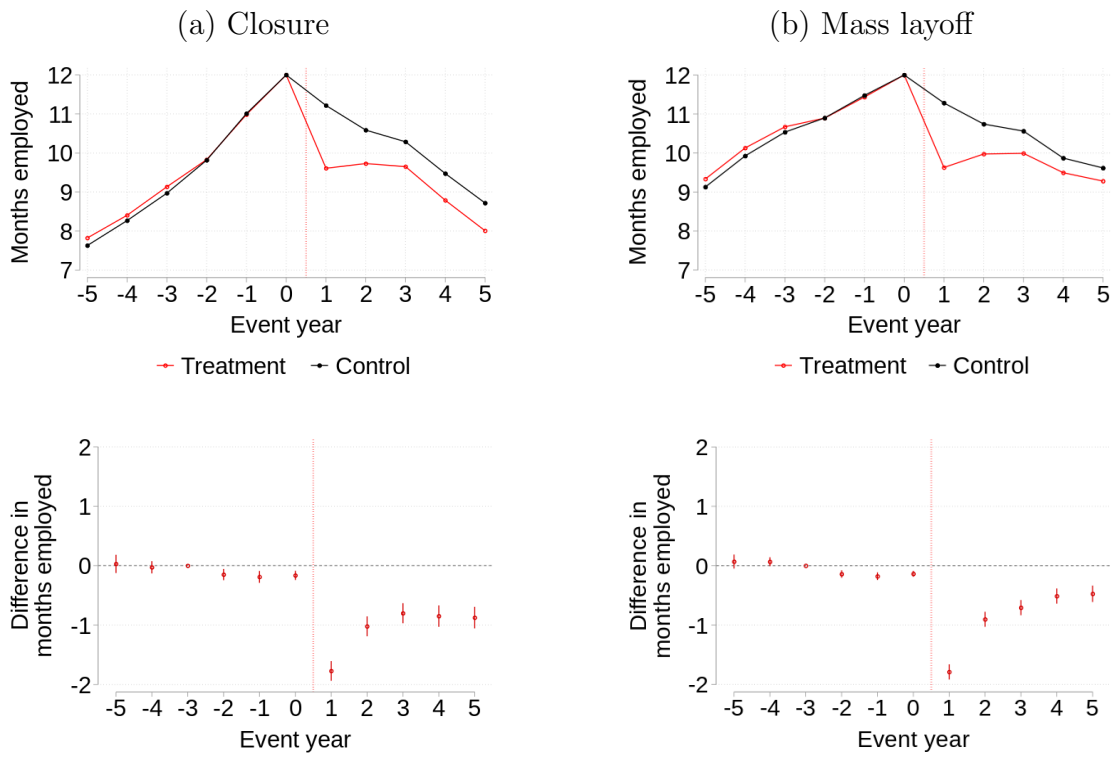 (a) Closure
Months employed
12
11
10
9
8
7
-5 -4 -3 -2 -1 0 1 2 3 4 5
Event year
Treatment Control
(b) Mass layoff
Months employed
12
11
10
9
8
7
-5 -4 -3 -2 -1 0 1 2 3 4 5
Event year
Treatment Control
Difference in
months employed
2
1
0
-1
-2
-5 -4 -3 -2 -1 0 1 2 3 4 5
Event year
Difference in
months employed
2
1
0
-1
-2
-5 -4 -3 -2 -1 0 1 2 3 4 5
Event year